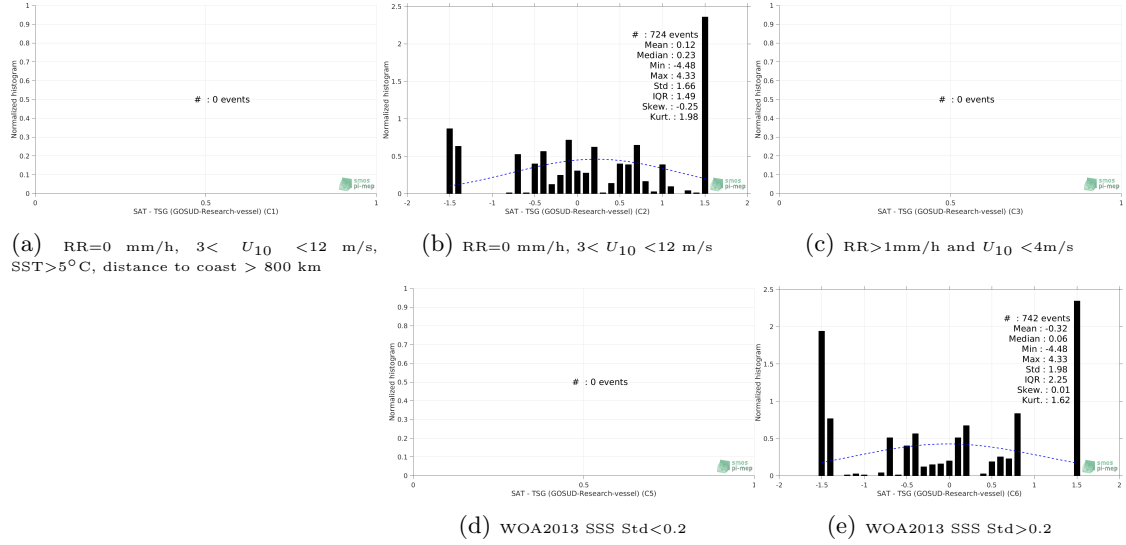 1
0.9
0.8
0.7
0.6
0.5
0.4
0.3
0.2
0.1
0
Normalized histogram
# : 0 events
smos
pi-mep
0 0.5 1
SAT - TSG (GOSUD-Research-vessel) (C1)
(a) RR=0 mm/h, 3< U10 <12 m/s,
SST>5°C, distance to coast > 800 km
2.5
2
1.5
1
0.5
0
Normalized histogram
# : 724 events
Mean : 0.12
Median : 0.23
Min : -4.48
Max : 4.33
Std : 1.66
IQR : 1.49
Skew. : -0.25
Kurt. : 1.98
smos
pi-mep
-2 -1.5 -1 -0.5 0 0.5 1 1.5 2
SAT - TSG (GOSUD-Research-vessel) (C2)
(b) RR=0 mm/h, 3< U10 <12 m/s
1
0.9
0.8
0.7
0.6
0.5
0.4
0.3
0.2
0.1
0
Normalized histogram
# : 0 events
smos
pi-mep
0 0.5 1
SAT - TSG (GOSUD-Research-vessel) (C3)
(c) RR>1mm/h and U10 <4m/s
1
0.9
0.8
0.7
0.6
0.5
0.4
0.3
0.2
0.1
0
Normalized histogram
# : 0 events
smos
pi-mep
0 0.5 1
SAT - TSG (GOSUD-Research-vessel) (C5)
(d) WOA2013 SSS Std<0.2
2.5
2
1.5
1
0.5
0
Normalized histogram
# : 742 events
Mean : -0.32
Median : 0.06
Min : -4.48
Max : 4.33
Std : 1.98
IQR : 2.25
Skew. : 0.01
Kurt. : 1.62
smos
pi-mep
-2 -1.5 -1 -0.5 0 0.5 1 1.5 2
SAT - TSG (GOSUD-Research-vessel) (C6)
(e) WOA2013 SSS Std>0.2